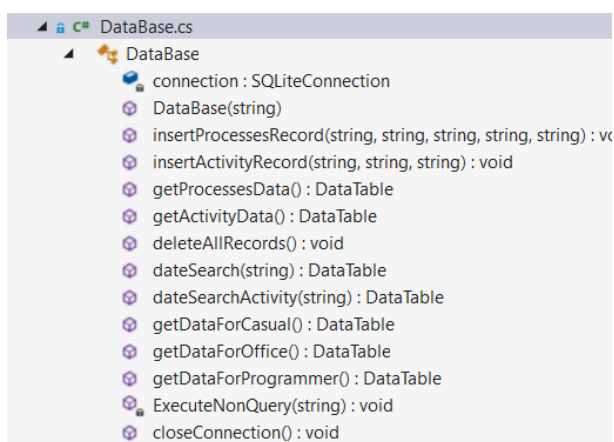 C# DataBase.cs
DataBase
connection : SQLiteConnection
DataBase(string)
insertProcessesRecord(string, string, string, string, string) : vo
insertActivityRecord(string, string, string) : void
getProcessesData() : DataTable
getActivityData() : DataTable
deleteAllRecords() : void
dateSearch(string) : DataTable
dateSearchActivity(string) : DataTable
getDataForCasual() : DataTable
getDataForOffice() : DataTable
getDataForProgrammer() : DataTable
ExecuteNonQuery(string) : void
closeConnection() : void